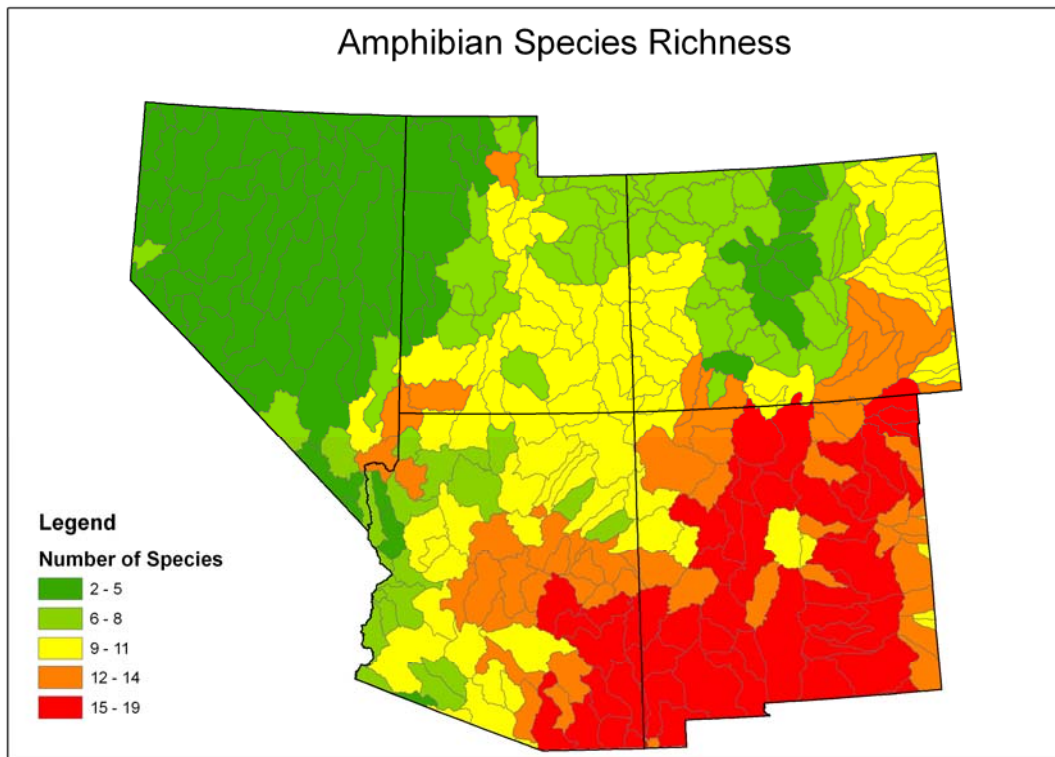 Amphibian Species Richness
Legend
Number of Species
2 - 5
6 - 8
9 - 11
12 - 14
15 - 19